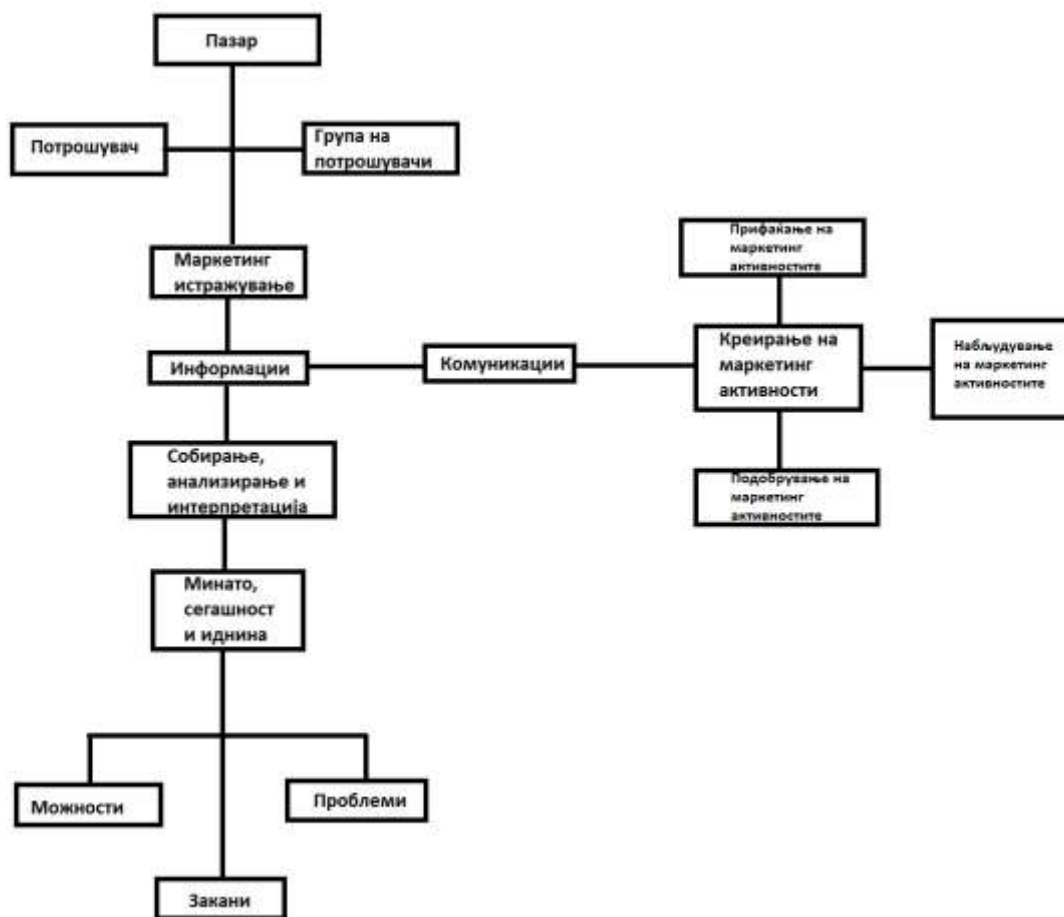 Пазар
Потрошувач
Група на
потрошувачи
Маркетинг
истражување
Информации
Комуникации
Прифаќање на
маркетинг
активностите
Креирање на
маркетинг
активности
Набљудување
на маркетинг
активностите
Подобрување на
маркетинг
активностите
Собирање,
анализирање и
интерпретација
Минато,
сегашност
и иднина
Можности
Проблеми
Закани